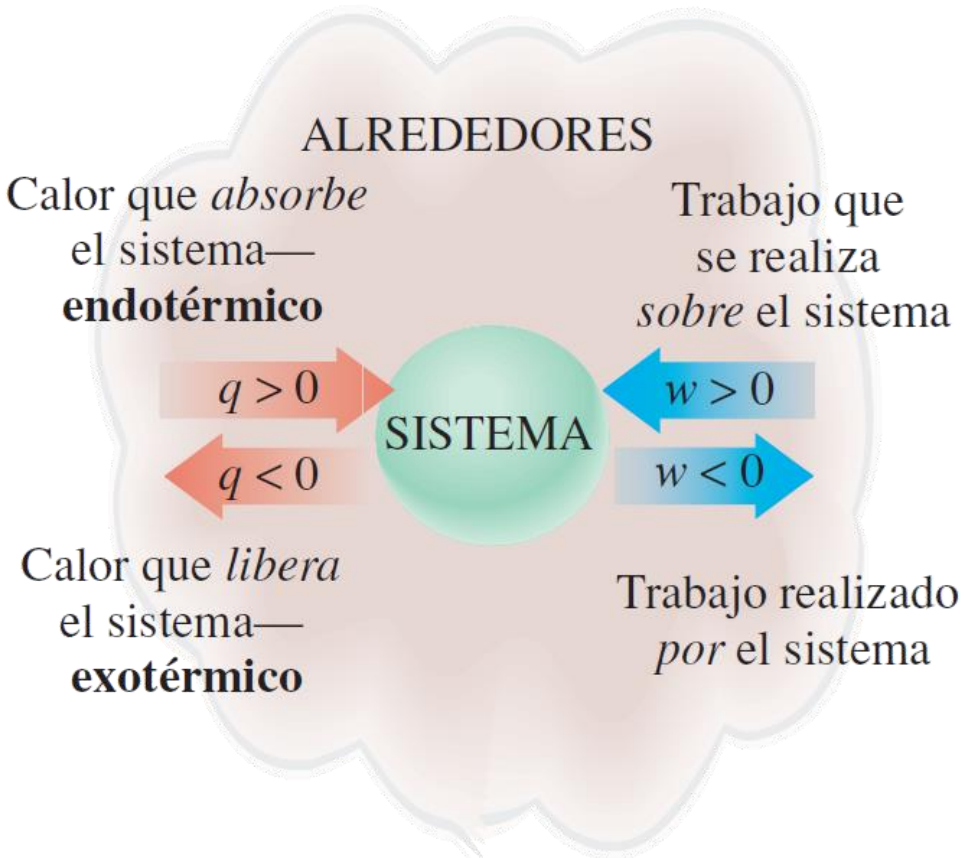 ALREDEDORES
Calor que absorbe
el sistema—
endotérmico
Trabajo que
se realiza
sobre el sistema
q > 0
w > 0
SISTEMA
q < 0
w < 0
Calor que libera
el sistema—
exotérmico
Trabajo realizado
por el sistema